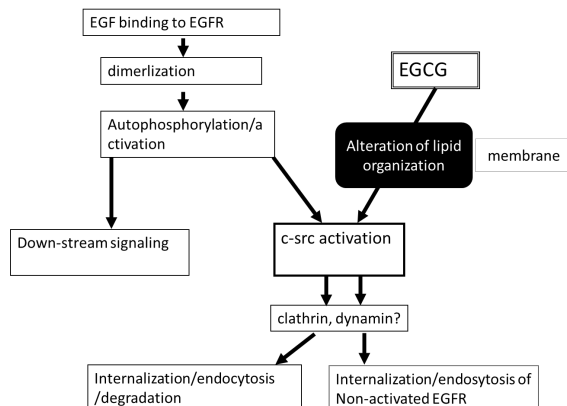 EGF binding to EGFR
dimerlization
EGCG
Autophosphorylation/a
ctivation
Alteration of lipid
organization
membrane
Down-stream signaling
c-src activation
clathrin, dynamin?
Internalization/endocytosis
/degradation
Internalization/endosytosis of
Non-activated EGFR